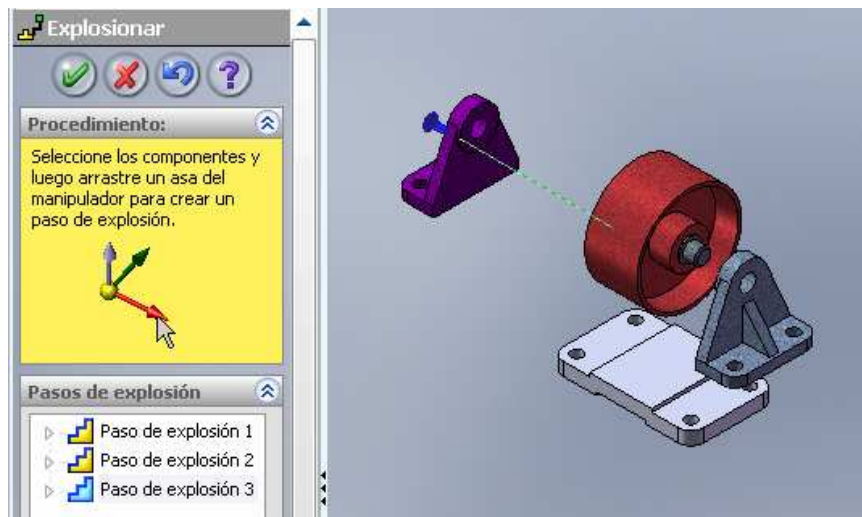 Explosionar
?
Procedimiento:
Seleccione los componentes y
luego arrastre un asa del
manipulador para crear un
paso de explosión.
Pasos de explosión
Paso de explosión 1
Paso de explosión 2
Paso de explosión 3